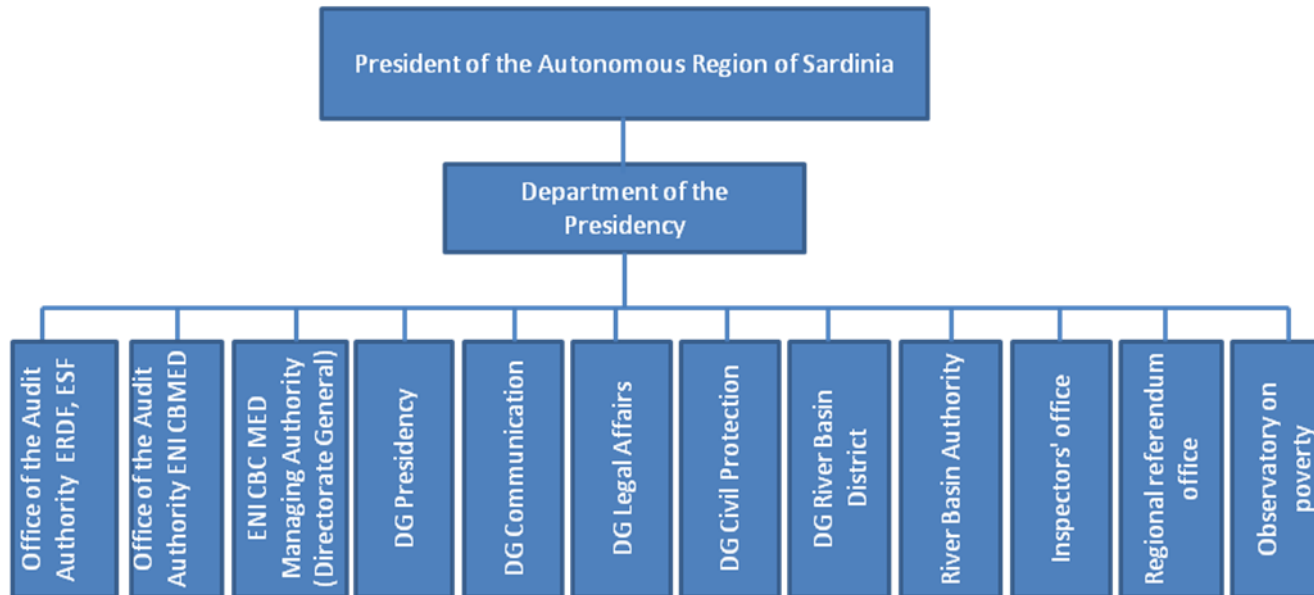 President of the Autonomous Region of Sardinia
Department of the
Presidency
Office of the Audit
Authority ERDF, ESF
Office of the Audit
Authority ENI CBMED
ENI CBC MED
Managing Authority
(Directorate General)
DG Presidency
DG Communication
DG Legal Affairs
DG Civil Protection
DG River Basin
District
River Basin Authority
Inspectors' office
Regional referendum
office
Observatory on
poverty